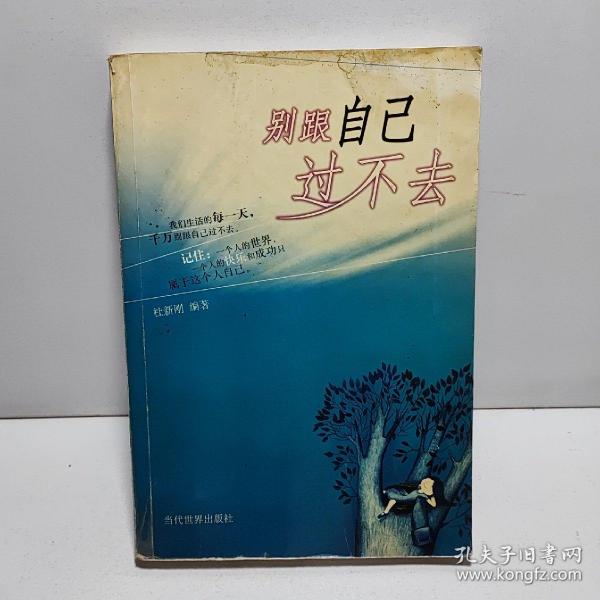 别跟自己
过不去
我们生活的每一天，
千万别跟自己过不去。
记住：一个人的世界，
一个人的快乐和成功只
属于这个人自己。
杜新刚 编著
当代世界出版社
孔夫子旧书网
www.kongfz.com